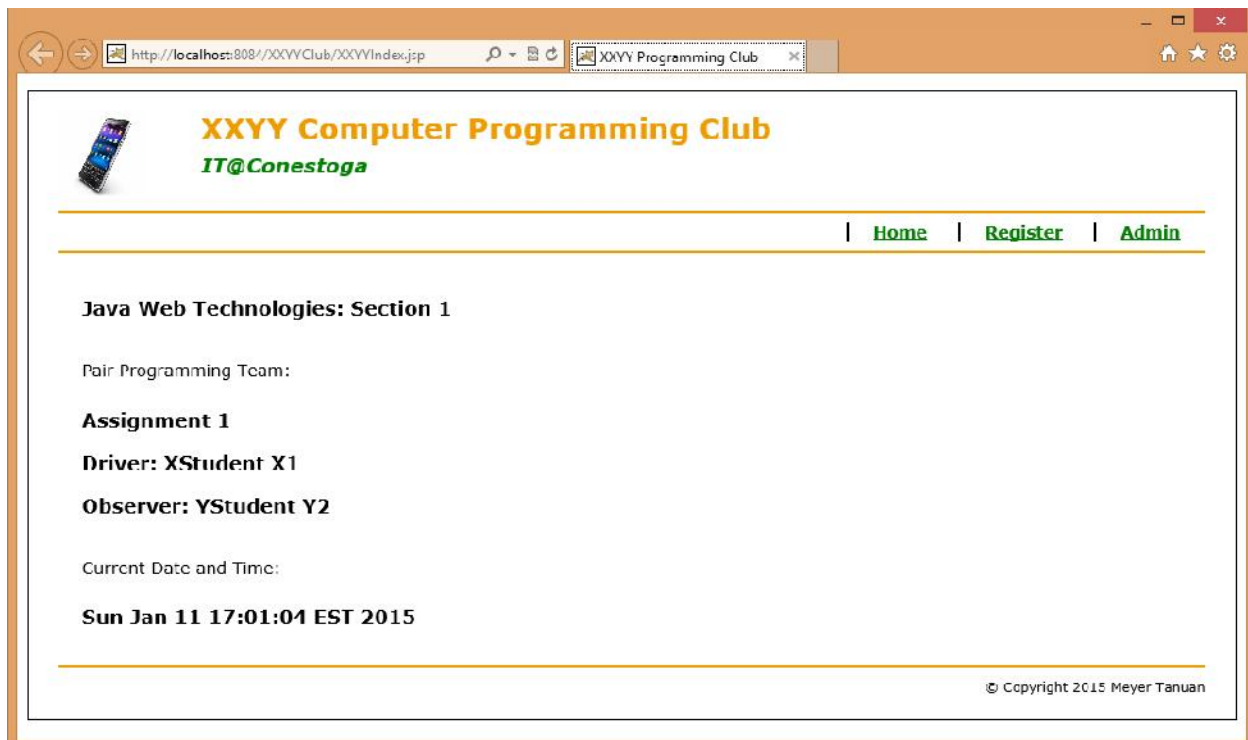 http://localhost:8084/XXYYClub/XXYYIndex.jsp
XXYY Programming Club
XXYY Computer Programming Club
IT@Conestoga
| Home | Register | Admin
Java Web Technologies: Section 1
Pair Programming Team:
Assignment 1
Driver: XStudent X1
Observer: YStudent Y2
Current Date and Time:
Sun Jan 11 17:01:04 EST 2015
© Copyright 2015 Meyer Tanuan